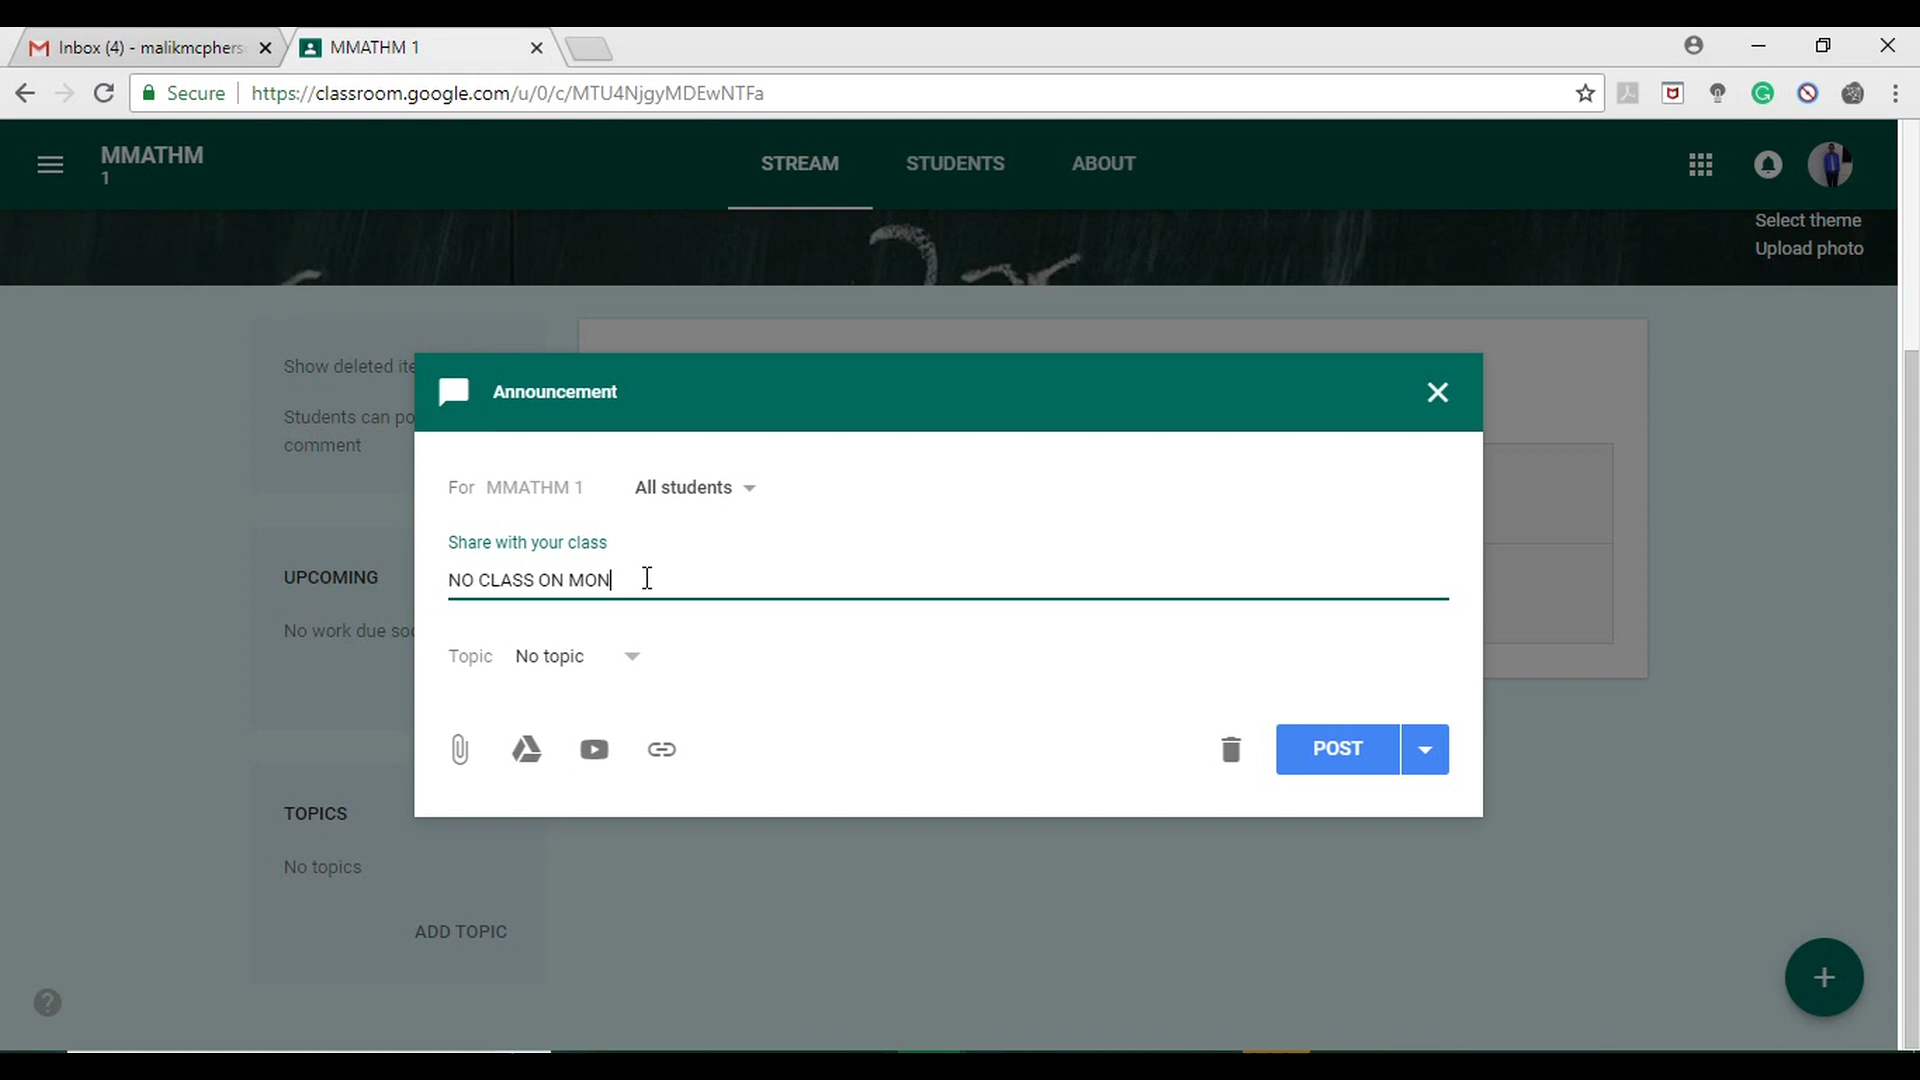 Inbox (4) - malikmcphers
MMATHM 1
Secure
https://classroom.google.com/u/0/c/MTU4NjgyMDEwNTFa
MMATHM
1
STREAM
STUDENTS
ABOUT
Select theme
Upload photo
Show deleted ite
Students can po
comment
Announcement
For MMATHM 1 All students
Share with your class
NO CLASS ON MON
UPCOMING
No work due soo
Topic No topic
POST
TOPICS
No topics
ADD TOPIC